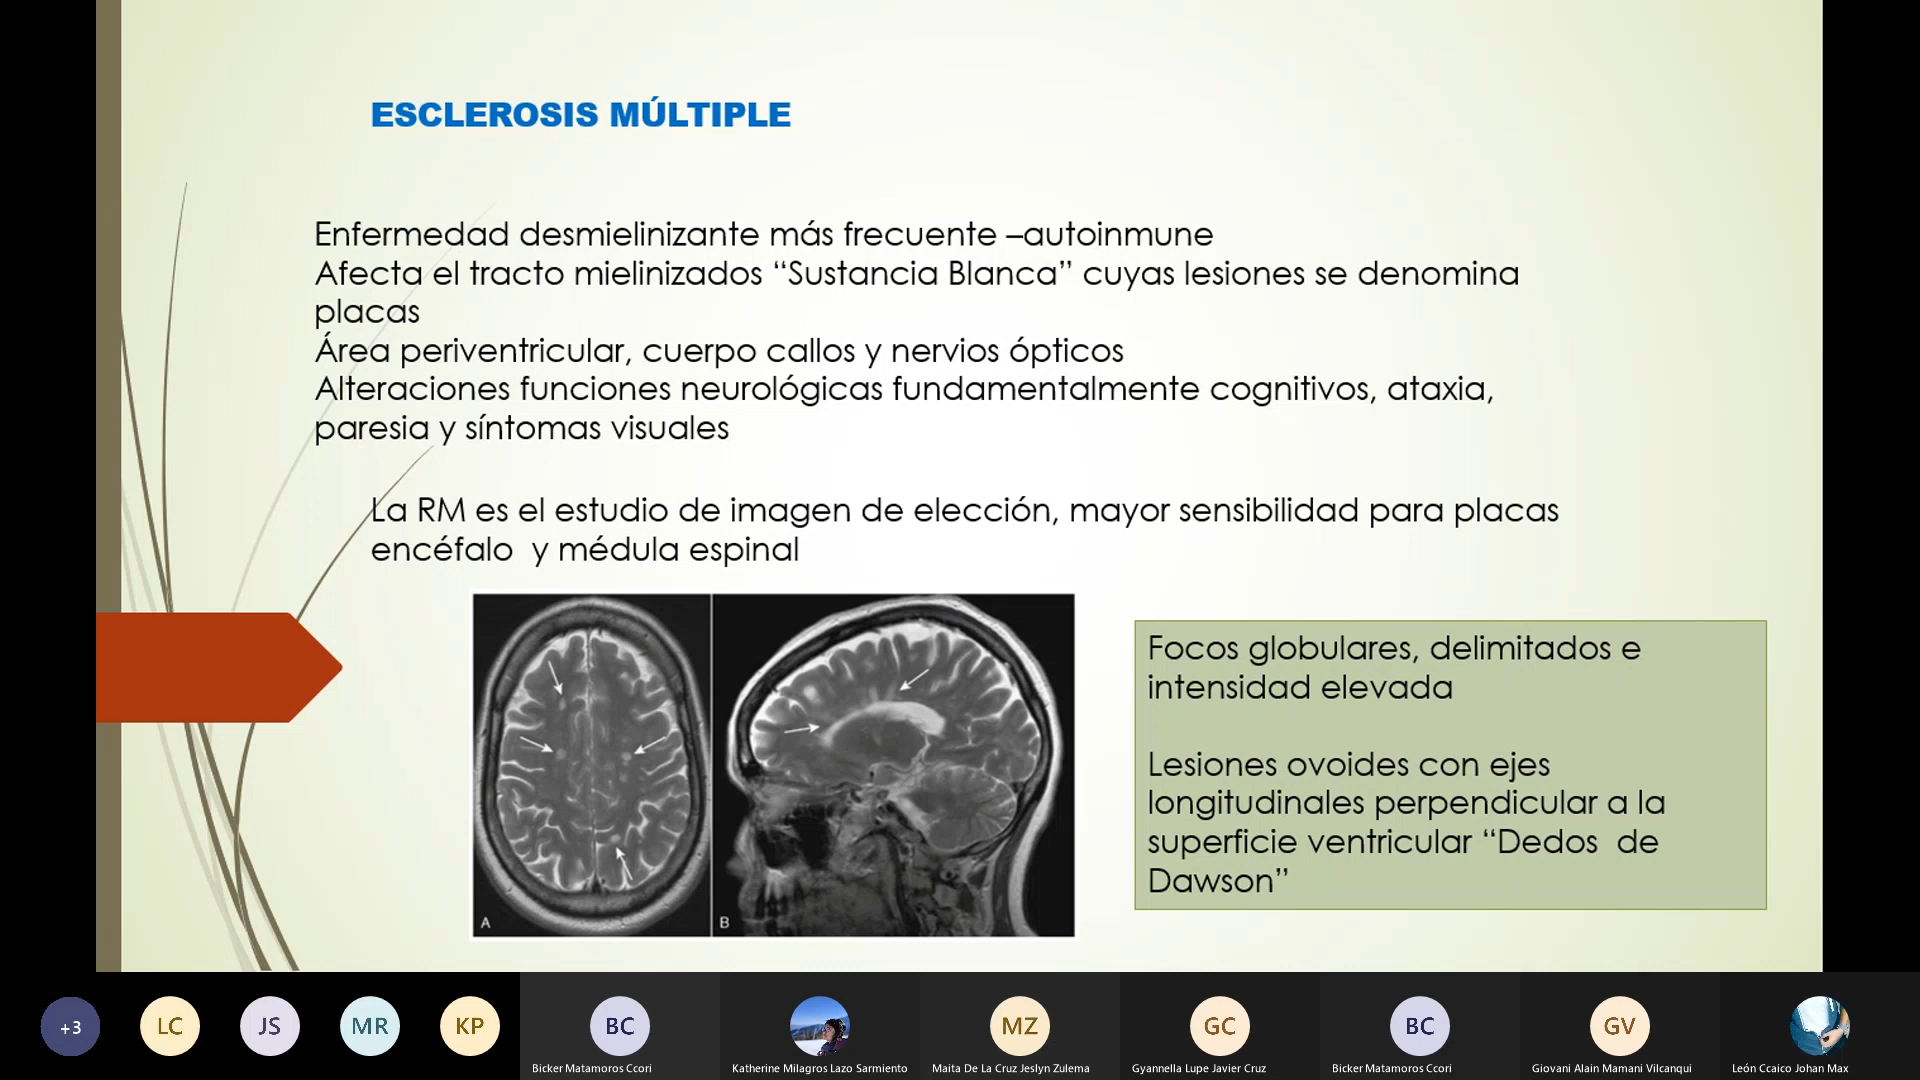 ESCLEROSIS MÚLTIPLE
Enfermedad desmielinizante más frecuente –autoinmune
Afecta el tracto mielinizados “Sustancia Blanca” cuyas lesiones se denomina
placas
Área periventricular, cuerpo callos y nervios ópticos
Alteraciones funciones neurológicas fundamentalmente cognitivos, ataxia,
paresia y síntomas visuales
La RM es el estudio de imagen de elección, mayor sensibilidad para placas
encéfalo y médula espinal
A
B
Focos globulares, delimitados e
intensidad elevada
Lesiones ovoides con ejes
longitudinales perpendicular a la
superficie ventricular “Dedos de
Dawson”
+3
LC
JS
MR
KP
BC
MZ
GC
BC
GV
Bicker Matamoros Ccori
Katherine Milagros Lazo Sarmiento
Maita De La Cruz Jeslyn Zulema
Gyannella Lupe Javier Cruz
Bicker Matamoros Ccori
Giovani Alain Mamani Vilcanqui
León Ccaico Johan Max